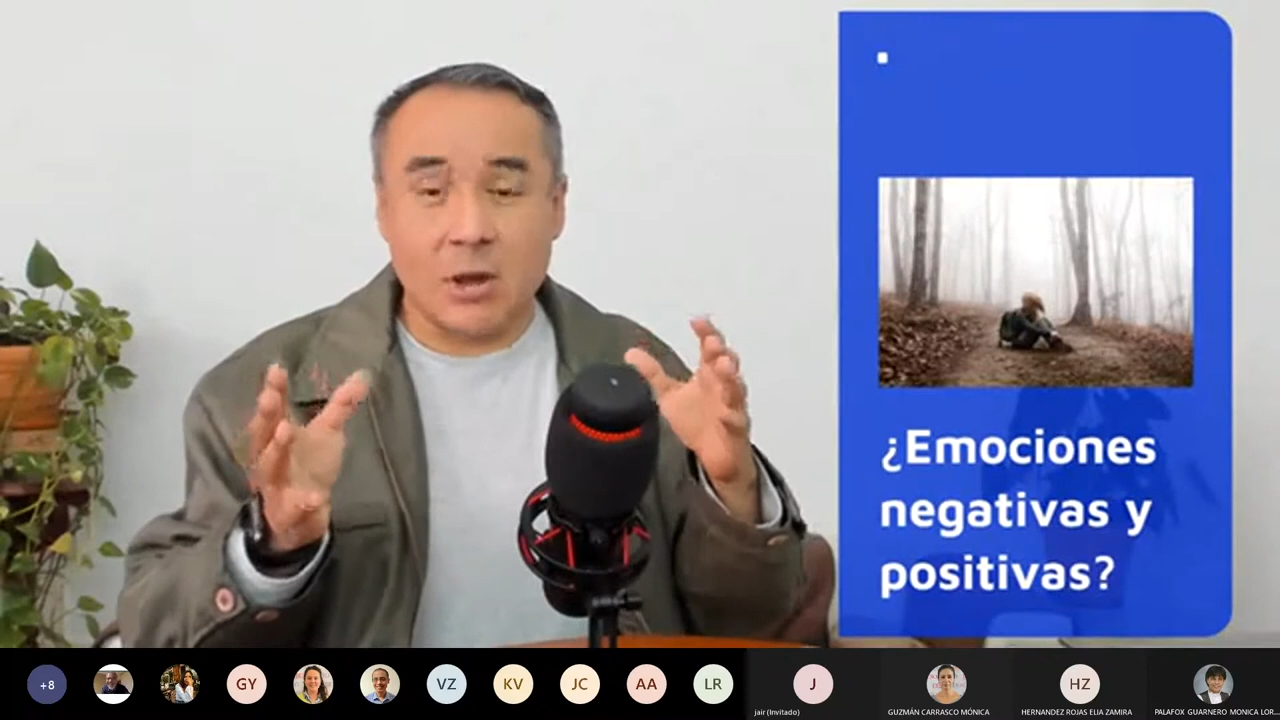 ¿Emociones
negativas y
positivas?
+8
GY
VZ
KV
JC
AA
LR
J
HZ
jair (Invitado)
GUZMÁN CARRASCO MÓNICA
HERNANDEZ ROJAS ELIA ZAMIRA
PALAFOX GUARNERO MONICA LOR...